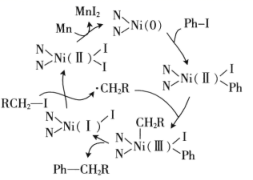 MnI₂
Mn
N
N
Ni(0)
Ph-I
N
N
Ni(Ⅱ)
I
I
N
N
Ni(Ⅱ)
I
Ph
·CH₂R
RCH₂-I
N
N
Ni(Ⅰ)
I
CH₂R
N
N
Ni(Ⅲ)
I
Ph
Ph-CH₂R